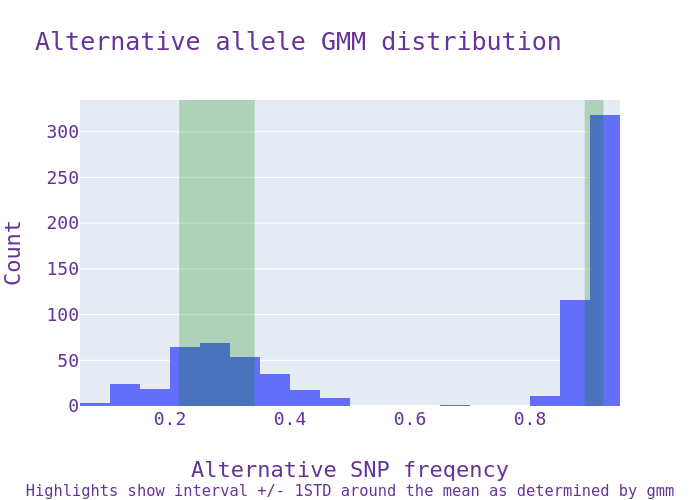 Alternative allele GMM distribution
Count
300
250
200
150
100
50
0
0.2 0.4 0.6 0.8
Alternative SNP freqency
Highlights show interval +/- 1STD around the mean as determined by gmm